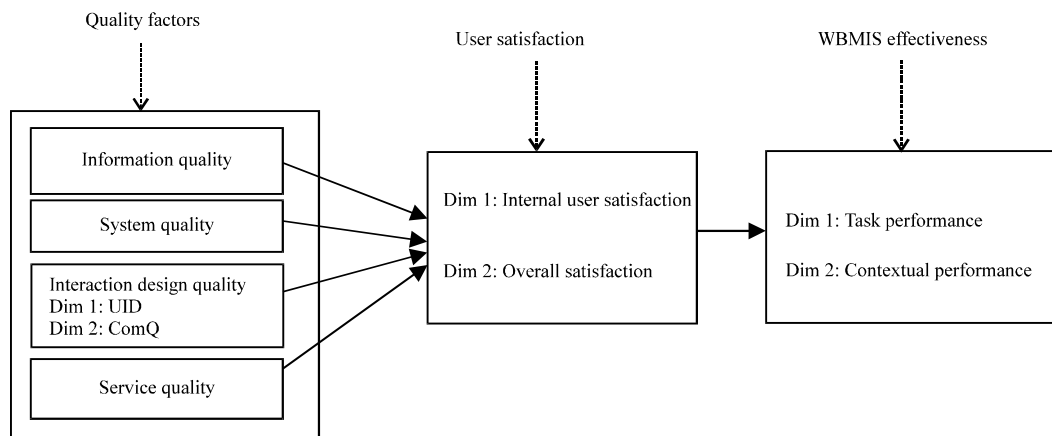 Quality factors
User satisfaction
WBMIS effectiveness
Information quality
System quality
Interaction design quality
Dim 1: UID
Dim 2: ComQ
Service quality
Dim 1: Internal user satisfaction
Dim 2: Overall satisfaction
Dim 1: Task performance
Dim 2: Contextual performance